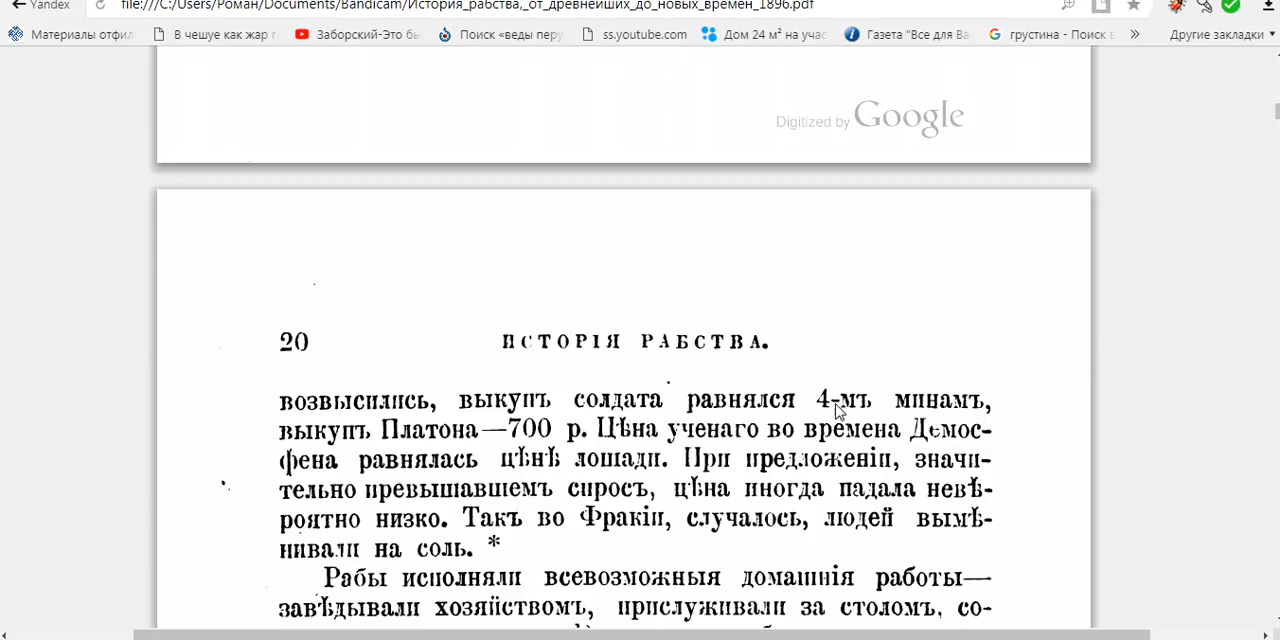 Yandex file:///C:/Users/Роман/Documents/Bandicam/История_рабства,_от_древнейших_до_новых_времен_1896.pdf
Материалы отфил В чешуе как жар г Заборский-Это бы Поиск «веды перу ss.youtube.com Дом 24 м² на учас Газета "Все для Ва грустина - Поиск в » Другие закладки
Digitized by Google
20 ИСТОРІЯ РАБСТВА.
возвысились, выкупъ солдата равнялся 4-мъ минамъ,
выкупъ Платона—700 р. Цѣна ученаго во времена Демос-
фена равнялась цѣнѣ лошади. При предложеніи, значи-
тельно превышавшемъ спросъ, цѣна иногда падала невѣ-
роятно низко. Такъ во Фракіи, случалось, людей вымѣ-
нивали на соль. *
Рабы исполняли всевозможныя домашнія работы—
завѣдывали хозяйствомъ, прислуживали за столомъ, со-